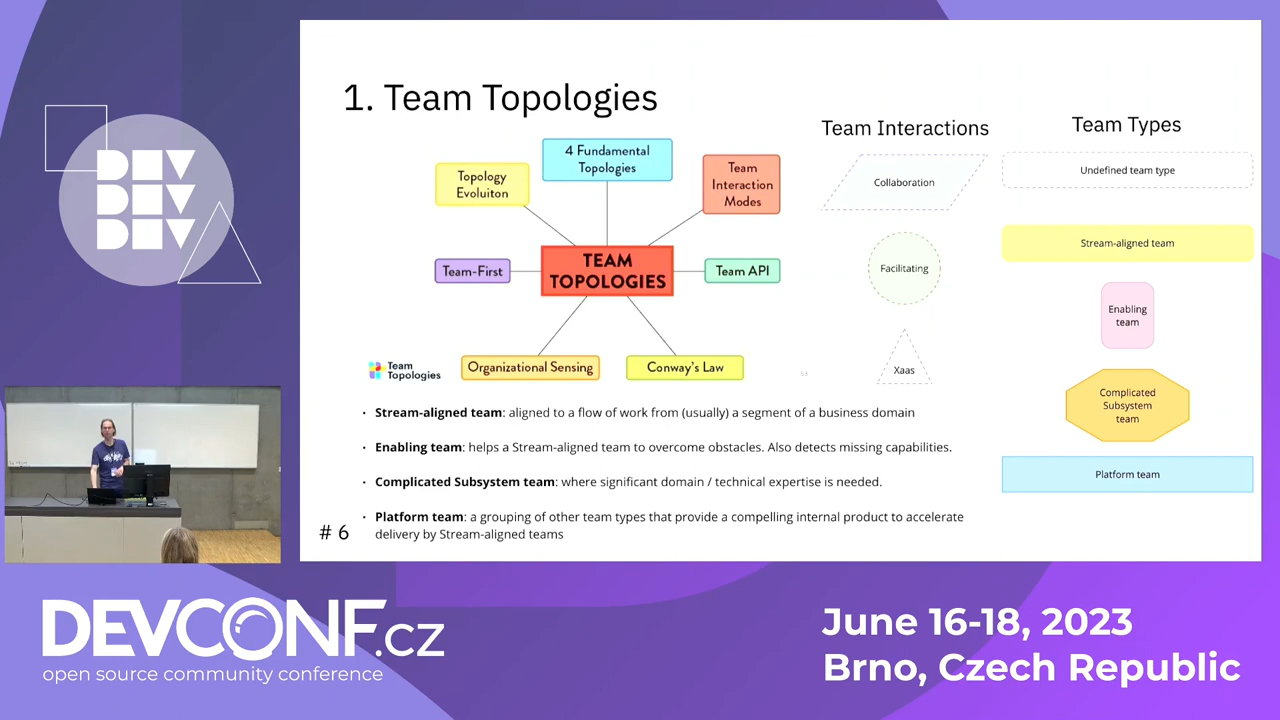 1. Team Topologies
4 Fundamental
Topologies
Topology
Evoluiton
Team
Interaction
Modes
TEAM
TOPOLOGIES
Team-First
Team API
Organizational Sensing
Conway's Law
Team
Topologies
Team Interactions
Collaboration
Facilitating
Xaas
Team Types
Undefined team type
Stream-aligned team
Enabling
team
Complicated
Subsystem
team
Platform team
· Stream-aligned team: aligned to a flow of work from (usually) a segment of a business domain
· Enabling team: helps a Stream-aligned team to overcome obstacles. Also detects missing capabilities.
· Complicated Subsystem team: where significant domain / technical expertise is needed.
· Platform team: a grouping of other team types that provide a compelling internal product to accelerate
delivery by Stream-aligned teams
# 6
DEV
DEV
DEV
DEVCONF.cz
open source community conference
June 16-18, 2023
Brno, Czech Republic